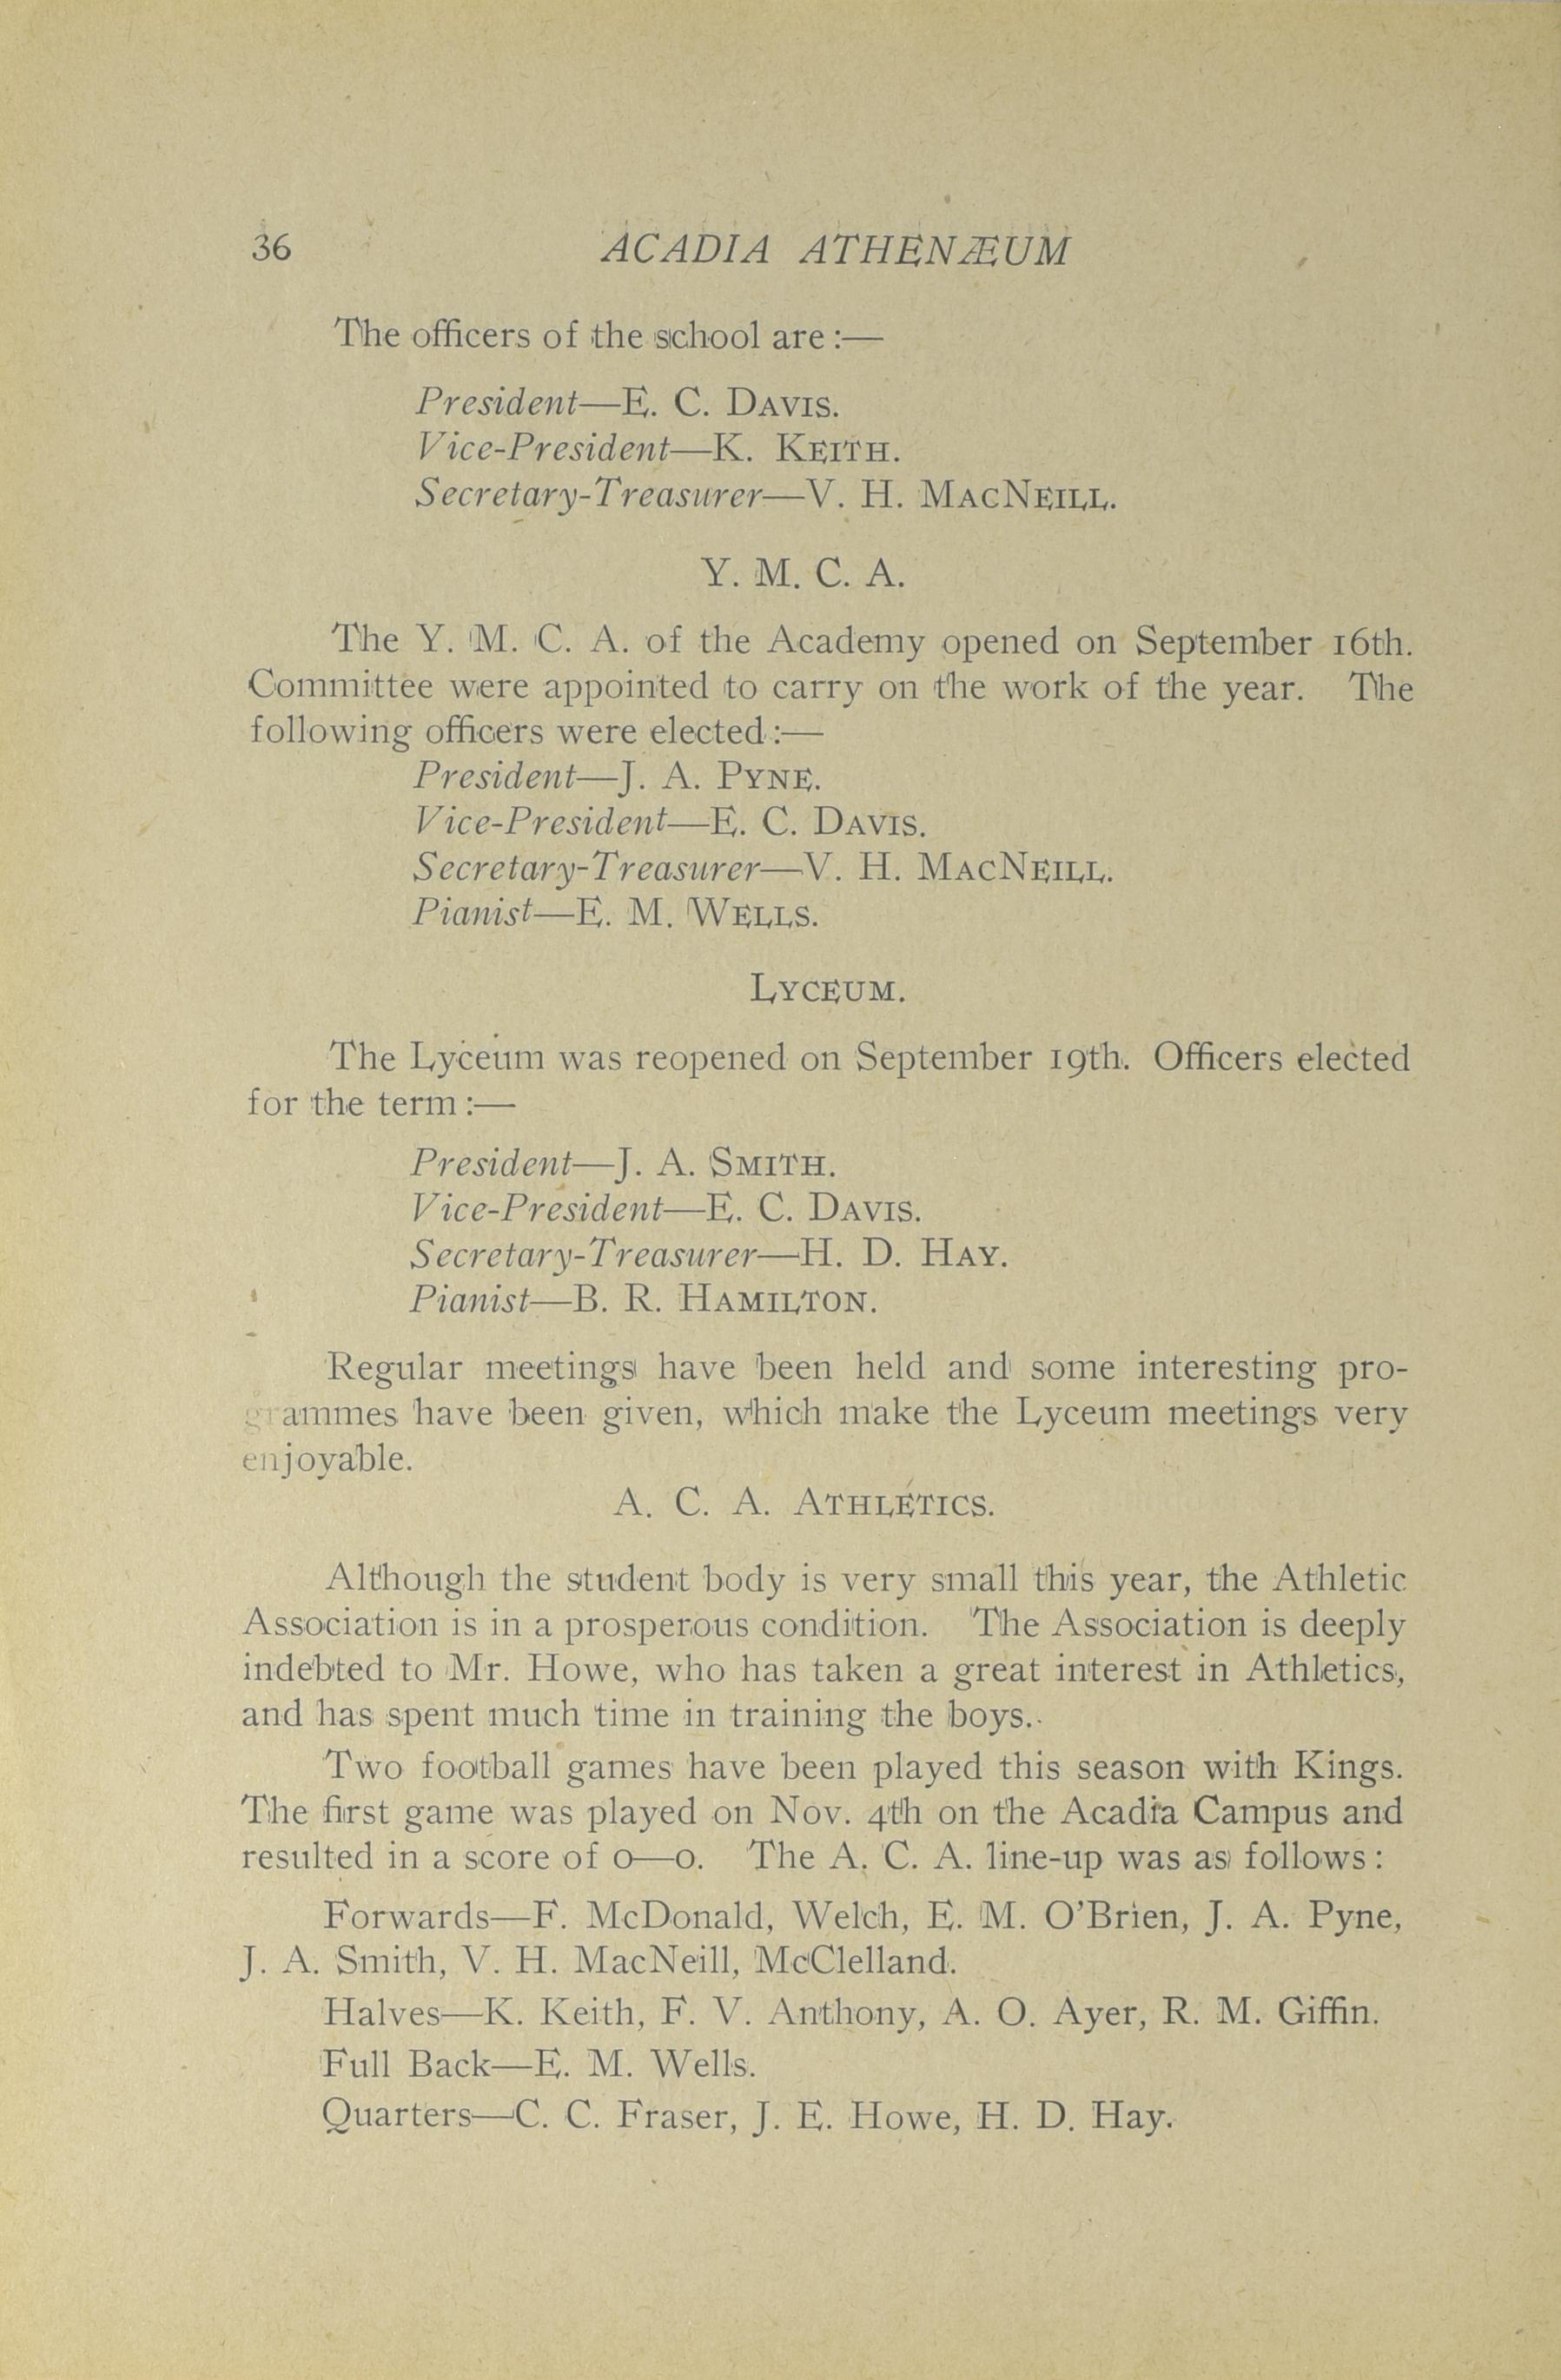 36 ACADIA ATHENÆUM
The officers of the school are:—
President—E. C. DAVIS.
Vice-President—K. KEITH.
Secretary-Treasurer—V. H. MACNEILL.
Y. M. C. A.
The Y. M. C. A. of the Academy opened on September 16th.
Committee were appointed to carry on the work of the year. The
following officers were elected:—
President—J. A. PYNE.
Vice-President—E. C. DAVIS.
Secretary-Treasurer—V. H. MACNEILL.
Pianist—E. M. WELLS.
LYCEUM.
The Lyceum was reopened on September 19th. Officers elected
for the term:—
President—J. A. SMITH.
Vice-President—E. C. DAVIS.
Secretary-Treasurer—H. D. HAY.
Pianist—B. R. HAMILTON.
Regular meetings have been held and some interesting pro-
grammes have been given, which make the Lyceum meetings very
enjoyable.
A. C. A. ATHLETICS.
Although the student body is very small this year, the Athletic
Association is in a prosperous condition. The Association is deeply
indebted to Mr. Howe, who has taken a great interest in Athletics,
and has spent much time in training the boys.
Two football games have been played this season with Kings.
The first game was played on Nov. 4th on the Acadia Campus and
resulted in a score of 0—0. The A. C. A. line-up was as follows:
Forwards—F. McDonald, Welch, E. M. O'Brien, J. A. Pyne,
J. A. Smith, V. H. MacNeill, McClelland.
Halves—K. Keith, F. V. Anthony, A. O. Ayer, R. M. Giffin.
Full Back—E. M. Wells.
Quarters—C. C. Fraser, J. E. Howe, H. D. Hay.